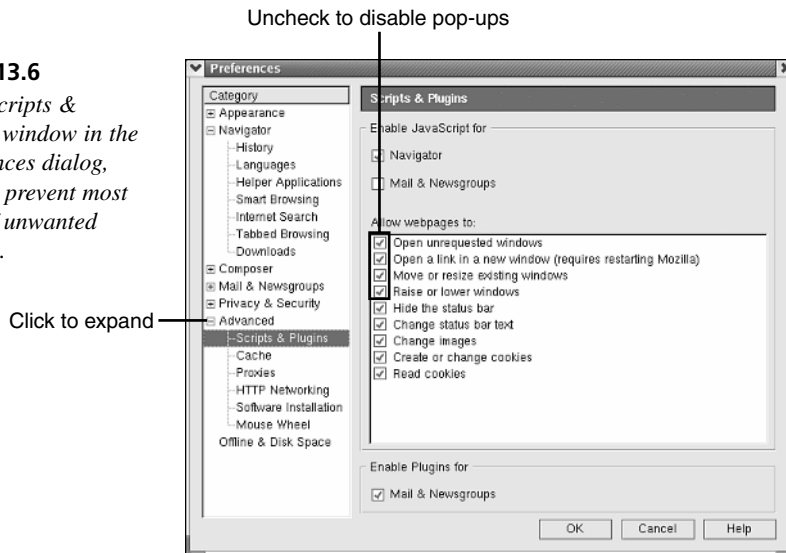 Uncheck to disable pop-ups
13.6
cripts &
window in the
nces dialog,
prevent most
unwanted
.
Click to expand
Preferences
Category
Appearance
Navigator
History
Languages
Helper Applications
Smart Browsing
Internet Search
Tabbed Browsing
Downloads
Composer
Mail & Newsgroups
Privacy & Security
Advanced
Scripts & Plugins
Cache
Proxies
HTTP Networking
Software Installation
Mouse Wheel
Offline & Disk Space
Scripts & Plugins
Enable JavaScript for
Navigator
Mail & Newsgroups
Allow webpages to:
Open unrequested windows
Open a link in a new window (requires restarting Mozilla)
Move or resize existing windows
Raise or lower windows
Hide the status bar
Change status bar text
Change images
Create or change cookies
Read cookies
Enable Plugins for
Mail & Newsgroups
OK Cancel Help